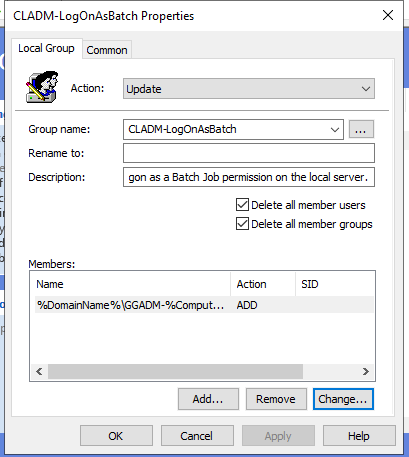 CLADM-LogOnAsBatch Properties
Local Group Common
Action: Update
Group name: CLADM-LogOnAsBatch ...
Rename to:
Description: gon as a Batch Job permission on the local server.
Delete all member users
Delete all member groups
Members:
Name Action SID
%DomainName%\GGADM-%Comput... ADD
Add... Remove Change...
OK Cancel Apply Help